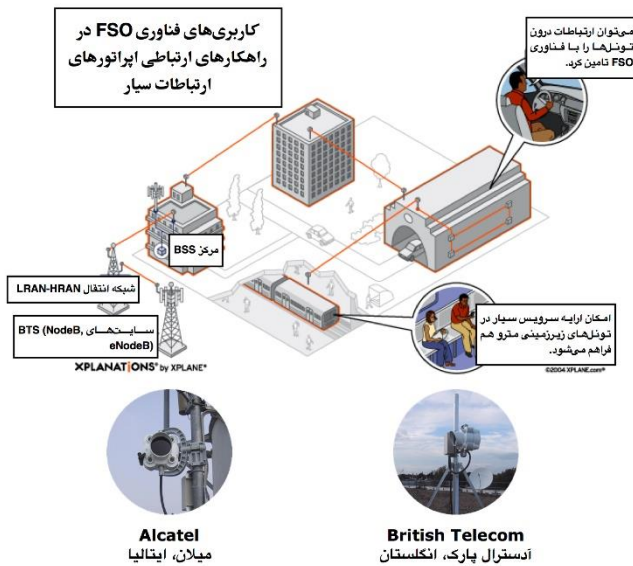 کاربری‌های فناوری FSO در
راهکارهای ارتباطی اپراتورهای
ارتباطات سیار
می‌توان ارتباطات درون
تونل‌ها را با فناوری
FSO تامین کرد.
مرکز BSS
شبکه انتقال LRAN-HRAN
سایت‌های BTS (NodeB,
eNodeB)
امکان ارایه سرویس سیار در
تونل‌های زیرزمینی مترو هم
فراهم می‌شود.
XPLANATiONS® by XPLANE®
©2004 XPLANE.com®
Alcatel
میلان، ایتالیا
British Telecom
آدسترال پارک، انگلستان